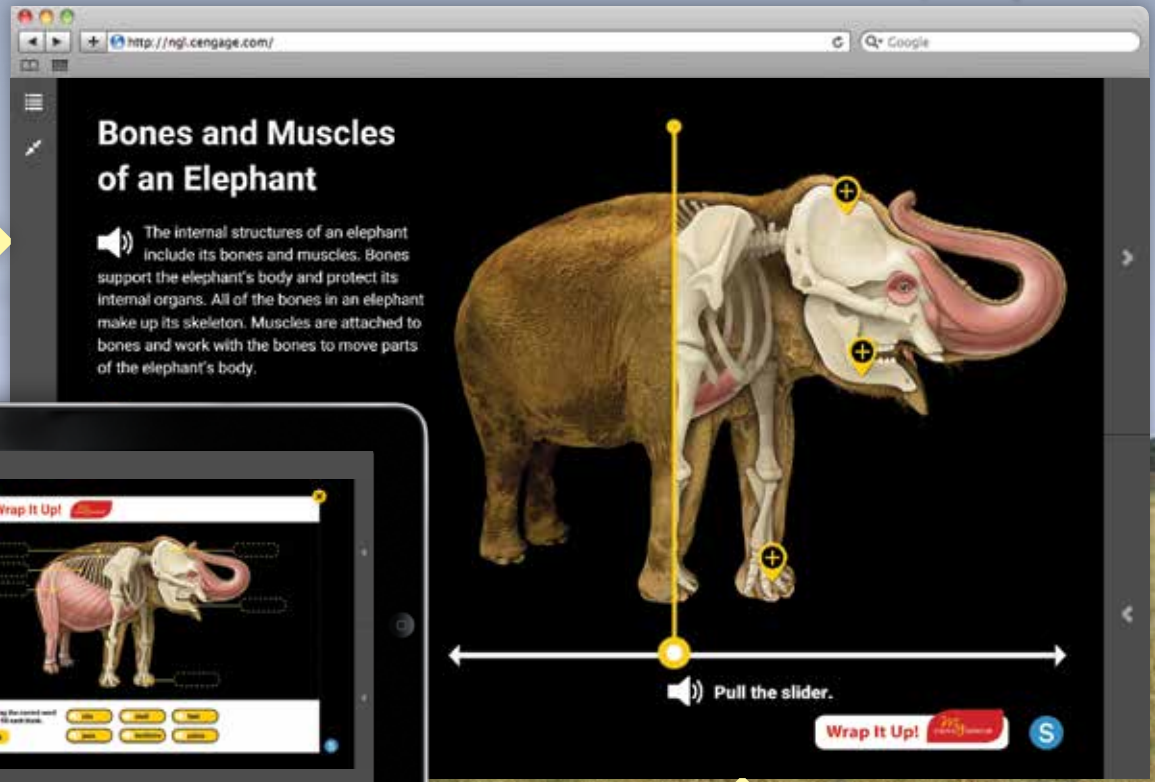 http://ngl.cengage.com/
Google
Bones and Muscles
of an Elephant
The internal structures of an elephant
include its bones and muscles. Bones
support the elephant's body and protect its
internal organs. All of the bones in an elephant
make up its skeleton. Muscles are attached to
bones and work with the bones to move parts
of the elephant's body.
Pull the slider.
Wrap It Up! my
S
Wrap It Up!